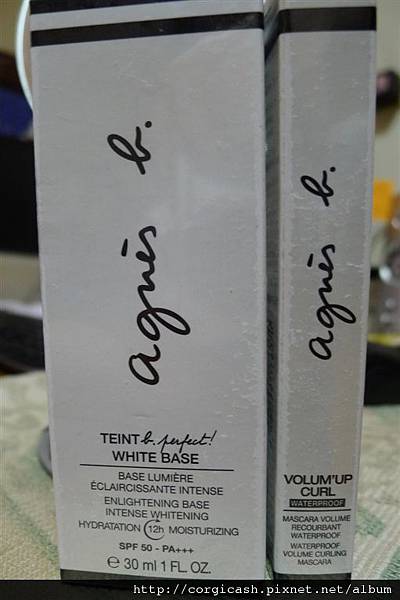 agnès b.
TEINT b. perfect!
WHITE BASE
BASE LUMIÈRE
ÉCLAIRCISSANTE INTENSE
ENLIGHTENING BASE
INTENSE WHITENING
HYDRATATION 12h MOISTURIZING
SPF 50 - PA+++
℮ 30 ml 1 FL. OZ.
agnès b.
VOLUM'UP
CURL
WATERPROOF
MASCARA VOLUME
RECOURBANT
WATERPROOF
WATERPROOF
VOLUME CURLING
MASCARA
http://corgicash.pixnet.net/album